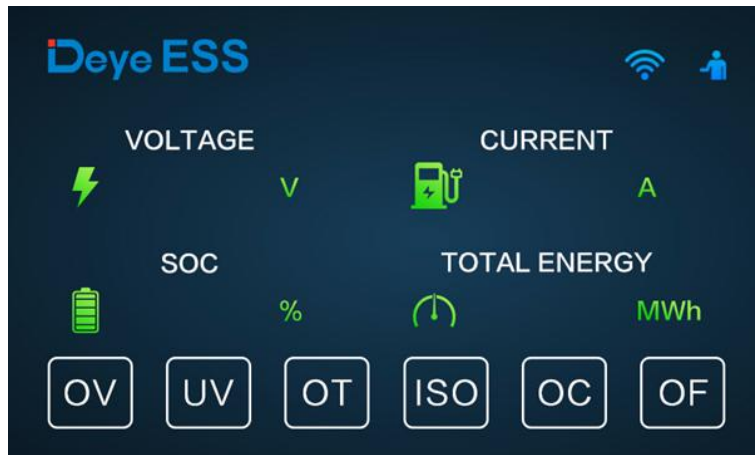 Deye ESS
VOLTAGE CURRENT
V A
SOC TOTAL ENERGY
% MWh
OV UV OT ISO OC OF